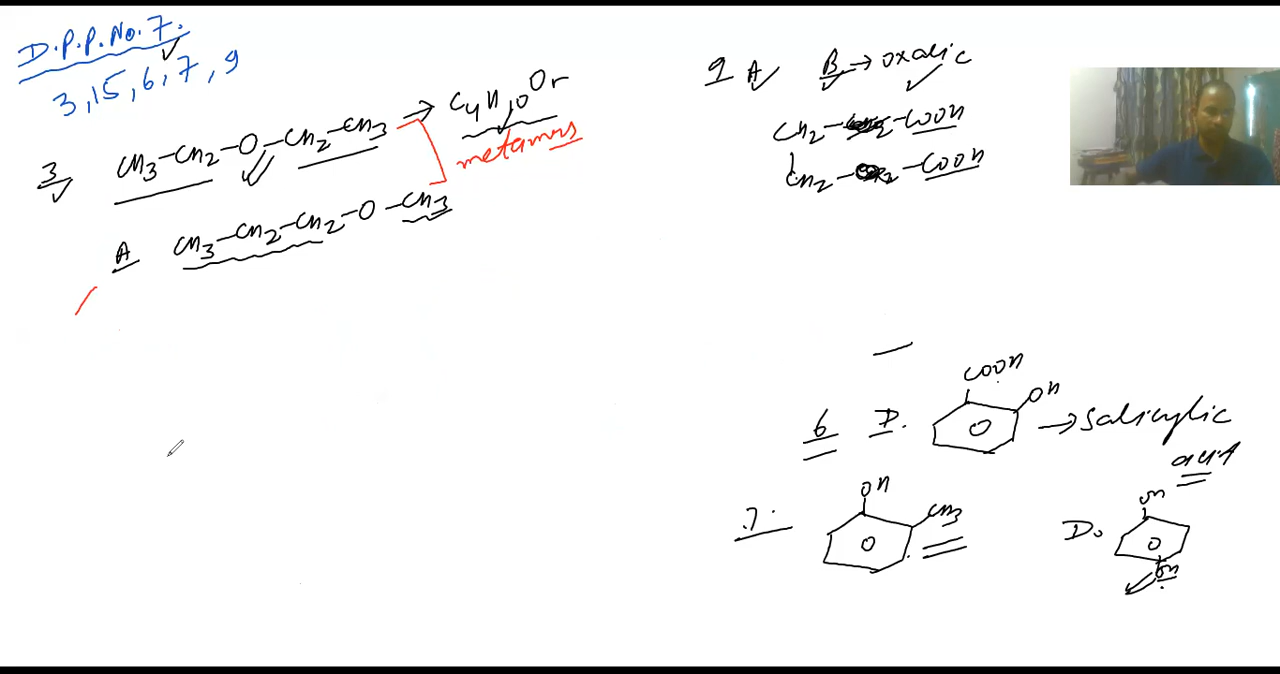 D.P.P.No.7.
3,15,6,7,9
3 CH3-CH2-O-CH2-CH3 → C4H10Or
metamers
A CH3-CH2-CH2-O-CH3
9 A B → oxalic
CH2- -COOH
CH2- -COOH
6 D. COOH
OH → salicylic
acid
7. OH
CH3
O
D. OH
O
OH